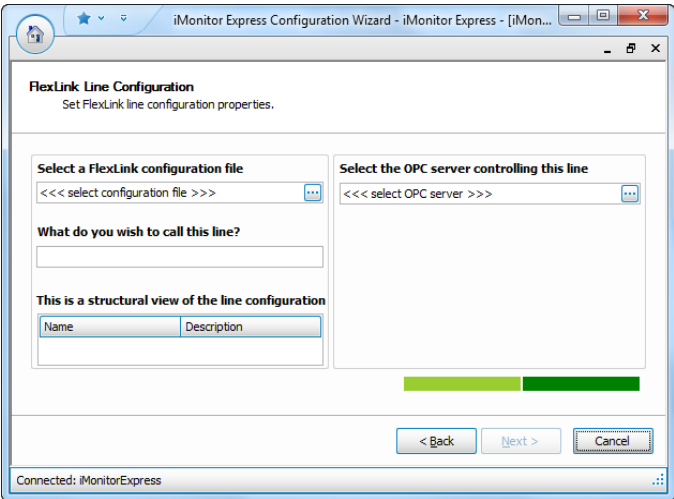 iMonitor Express Configuration Wizard - iMonitor Express - [iMon...
FlexLink Line Configuration
Set FlexLink line configuration properties.
Select a FlexLink configuration file
<<< select configuration file >>>
What do you wish to call this line?
This is a structural view of the line configuration
Name Description
Select the OPC server controlling this line
<<< select OPC server >>>
< Back Next > Cancel
Connected: iMonitorExpress